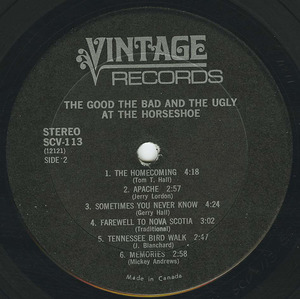 VINTAGE
RECORDS
THE GOOD THE BAD AND THE UGLY
AT THE HORSESHOE
STEREO
SCV-113
(12121)
SIDE 2
1. THE HOMECOMING 4:18
(Tom T. Hall)
2. APACHE 2:57
(Jerry Lordon)
3. SOMETIMES YOU NEVER KNOW 4:24
(Gerry Hall)
4. FAREWELL TO NOVA SCOTIA 3:02
(Traditional)
5. TENNESSEE BIRD WALK 2:47
(J. Blanchard)
6. MEMORIES 2:58
(Mickey Andrews)
Made in Canada